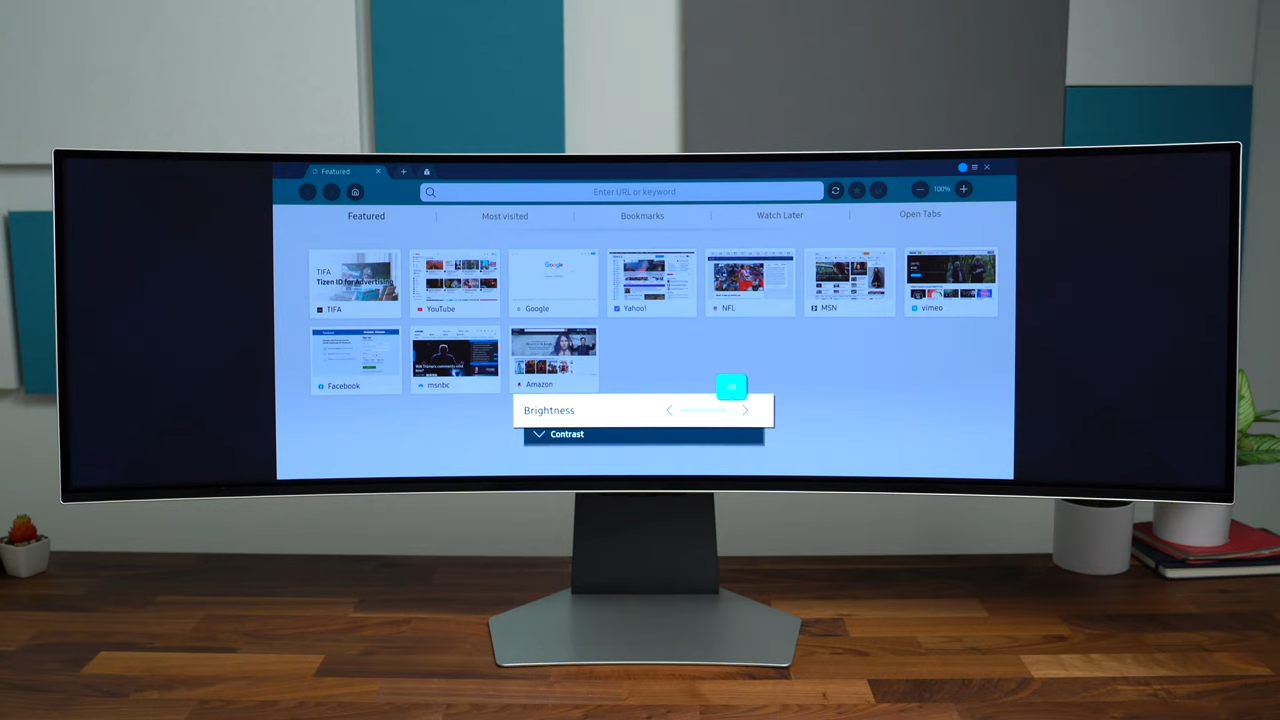 Featured
Enter URL or keyword
100%
Featured
Most visited
Bookmarks
Watch Later
Open Tabs
TIFA
Tizen ID for Advertising
Google
TIFA
YouTube
Google
Yahoo!
NFL
MSN
vimeo
Facebook
msnbc
Amazon
Brightness
Contrast